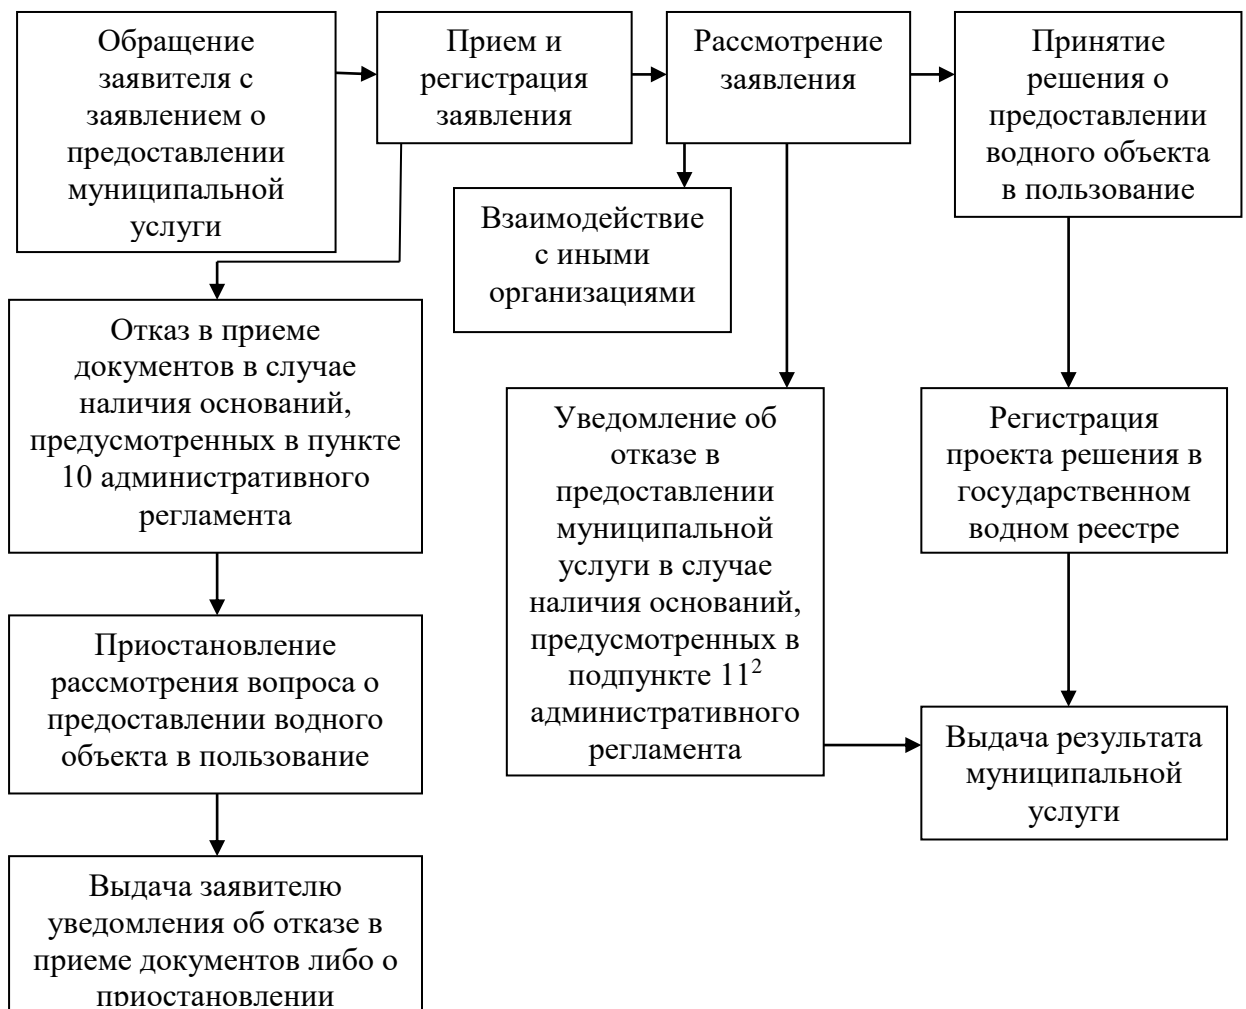 Обращение
заявителя с
заявлением о
предоставлении
муниципальной
услуги
Прием и
регистрация
заявления
Рассмотрение
заявления
Принятие
решения о
предоставлении
водного объекта
в пользование
Взаимодействие
с иными
организациями
Отказ в приеме
документов в случае
наличия оснований,
предусмотренных в пункте
10 административного
регламента
Уведомление об
отказе в
предоставлении
муниципальной
услуги в случае
наличия оснований,
предусмотренных в
подпункте 11²
административного
регламента
Регистрация
проекта решения в
государственном
водном реестре
Приостановление
рассмотрения вопроса о
предоставлении водного
объекта в пользование
Выдача результата
муниципальной
услуги
Выдача заявителю
уведомления об отказе в
приеме документов либо о
приостановлении